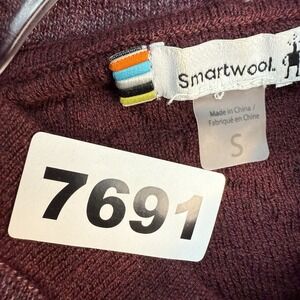 Smartwool.
Made in China /
Fabriqué en Chine
S
7691